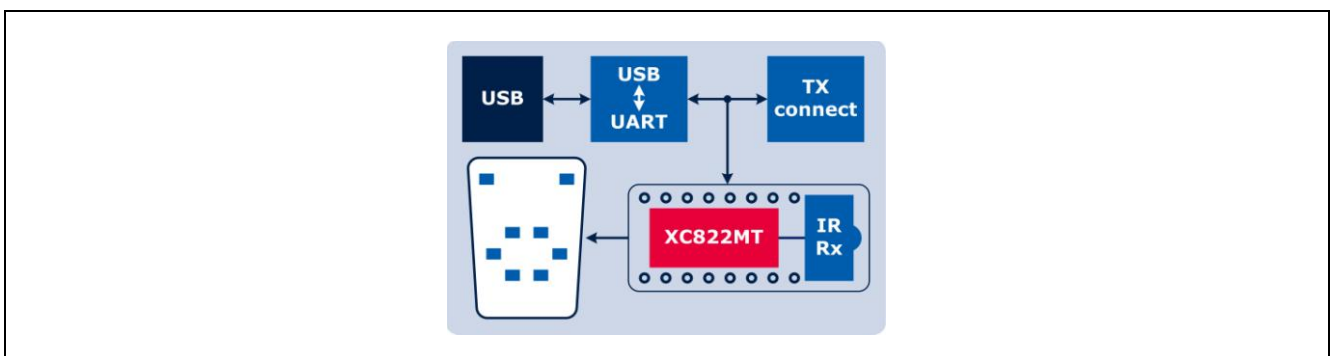 USB
USB
UART
TX
connect
XC822MT
IR
Rx